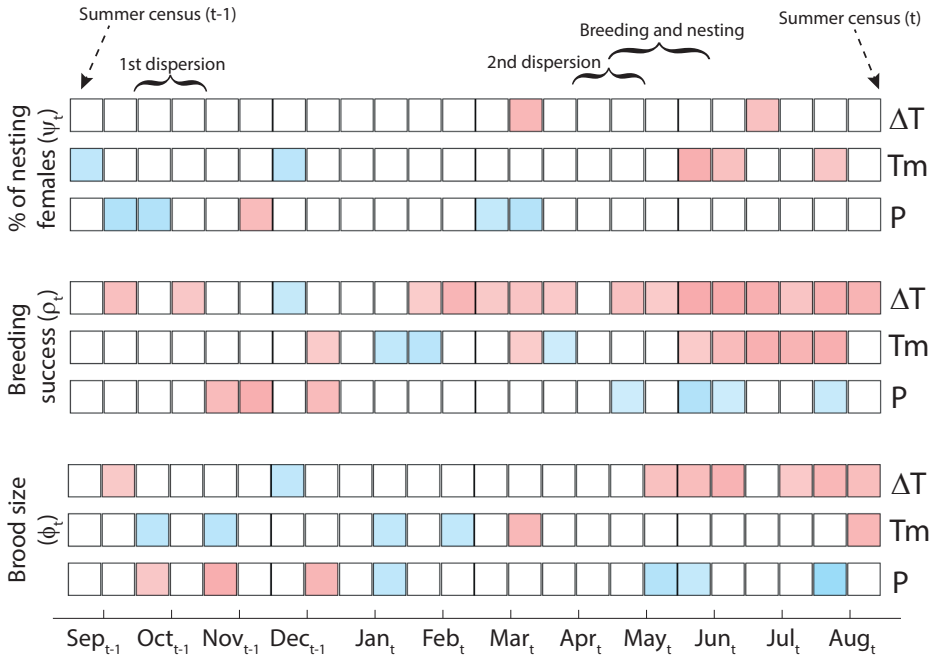 Summer census (t-1)
Summer census (t)
Breeding and nesting
1st dispersion
2nd dispersion
% of nesting
females (ψt)
ΔT
Tm
P
Breeding
success (ρt)
ΔT
Tm
P
Brood size
(ϕt)
ΔT
Tm
P
Sept-1 Octt-1 Novt-1 Dect-1 Jant Febt Mart Aprt Mayt Junt Jult Augt